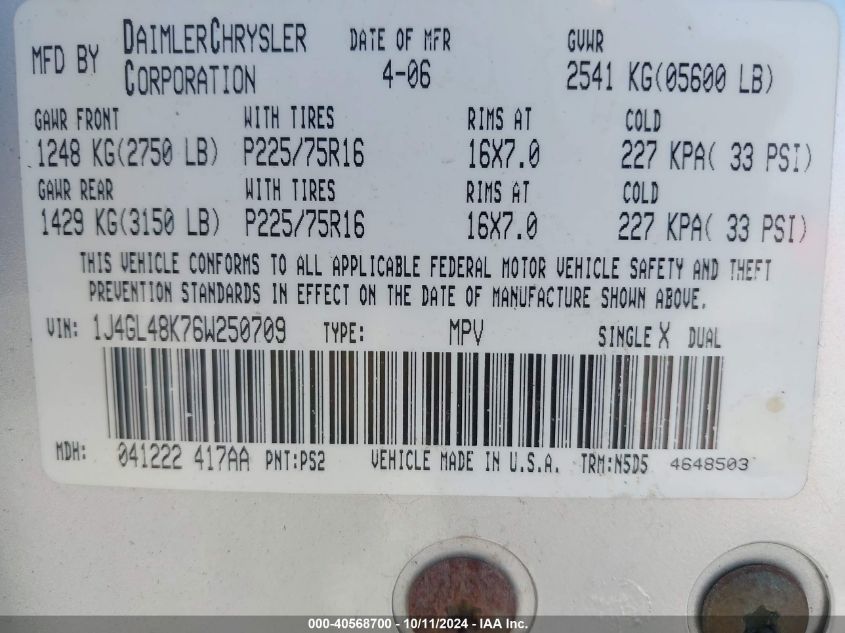 MFD BY DAIMLERCHRYSLER CORPORATION DATE OF MFR 4-06 GVWR 2541 KG(05600 LB)
GAWR FRONT WITH TIRES RIMS AT COLD
1248 KG(2750 LB) P225/75R16 16X7.0 227 KPA( 33 PSI)
GAWR REAR WITH TIRES RIMS AT COLD
1429 KG(3150 LB) P225/75R16 16X7.0 227 KPA( 33 PSI)
THIS VEHICLE CONFORMS TO ALL APPLICABLE FEDERAL MOTOR VEHICLE SAFETY AND THEFT
PREVENTION STANDARDS IN EFFECT ON THE DATE OF MANUFACTURE SHOWN ABOVE.
VIN: 1J4GL48K76W250709 TYPE: MPV SINGLE X DUAL
MDH: 041222 417AA PNT:PS2 VEHICLE MADE IN U.S.A. TRM:N5D5 4648503
000-40568700 - 10/11/2024 - IAA Inc.